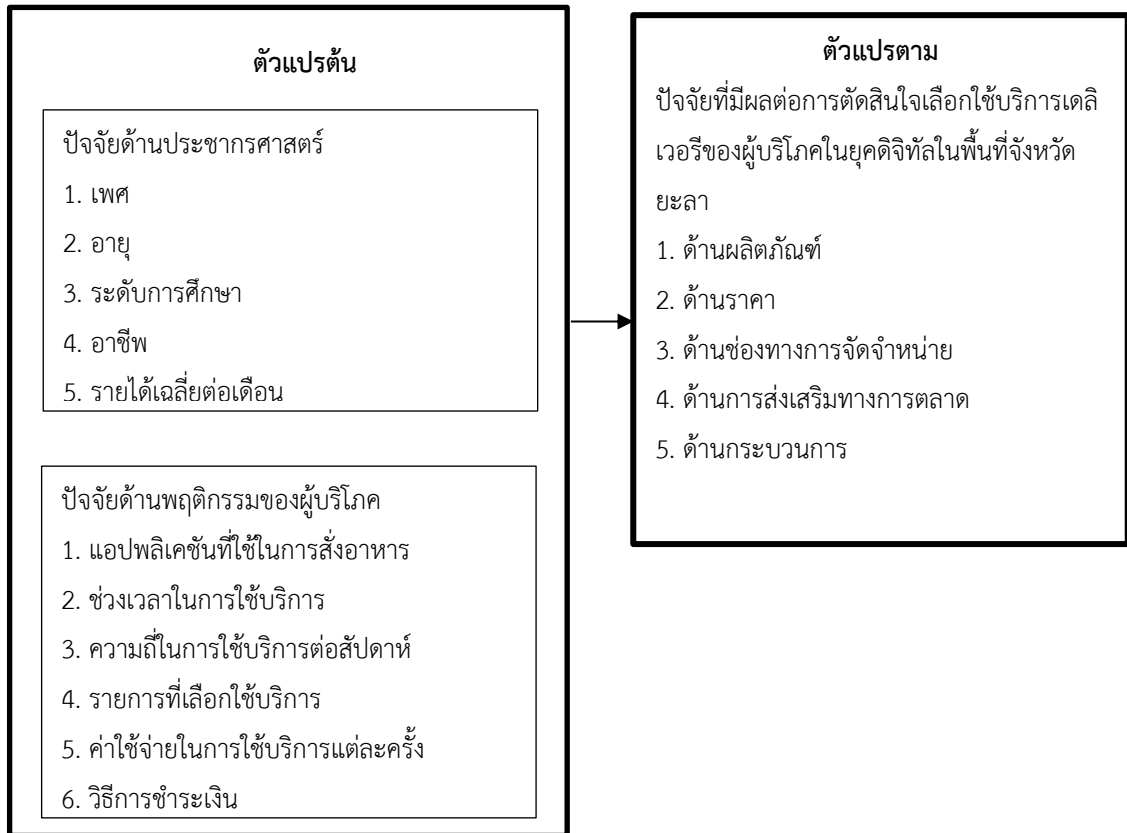 ตัวแปรต้น
ปัจจัยด้านประชากรศาสตร์
1. เพศ
2. อายุ
3. ระดับการศึกษา
4. อาชีพ
5. รายได้เฉลี่ยต่อเดือน
ปัจจัยด้านพฤติกรรมของผู้บริโภค
1. แอปพลิเคชันที่ใช้ในการสั่งอาหาร
2. ช่วงเวลาในการใช้บริการ
3. ความถี่ในการใช้บริการต่อสัปดาห์
4. รายการที่เลือกใช้บริการ
5. ค่าใช้จ่ายในการใช้บริการแต่ละครั้ง
6. วิธีการชำระเงิน
ตัวแปรตาม
ปัจจัยที่มีผลต่อการตัดสินใจเลือกใช้บริการเดลิ
เวอรีของผู้บริโภคในยุคดิจิทัลในพื้นที่จังหวัด
ยะลา
1. ด้านผลิตภัณฑ์
2. ด้านราคา
3. ด้านช่องทางการจัดจำหน่าย
4. ด้านการส่งเสริมทางการตลาด
5. ด้านกระบวนการ